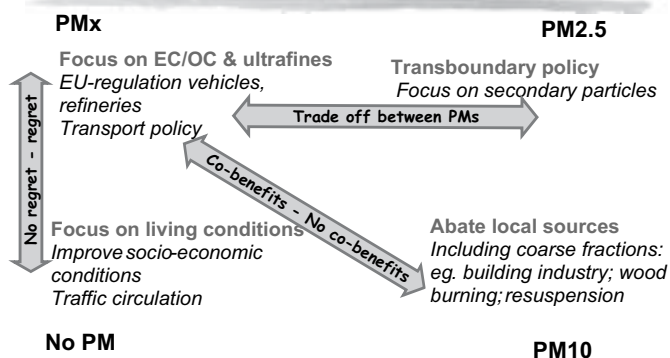 PMx
PM2.5
Focus on EC/OC & ultrafines
EU-regulation vehicles,
refineries
Transport policy
Transboundary policy
Focus on secondary particles
Trade off between PMs
No regret - regret
Co-benefits - No co-benefits
Focus on living conditions
Improve socio-economic
conditions
Traffic circulation
Abate local sources
Including coarse fractions:
eg. building industry; wood
burning; resuspension
No PM
PM10